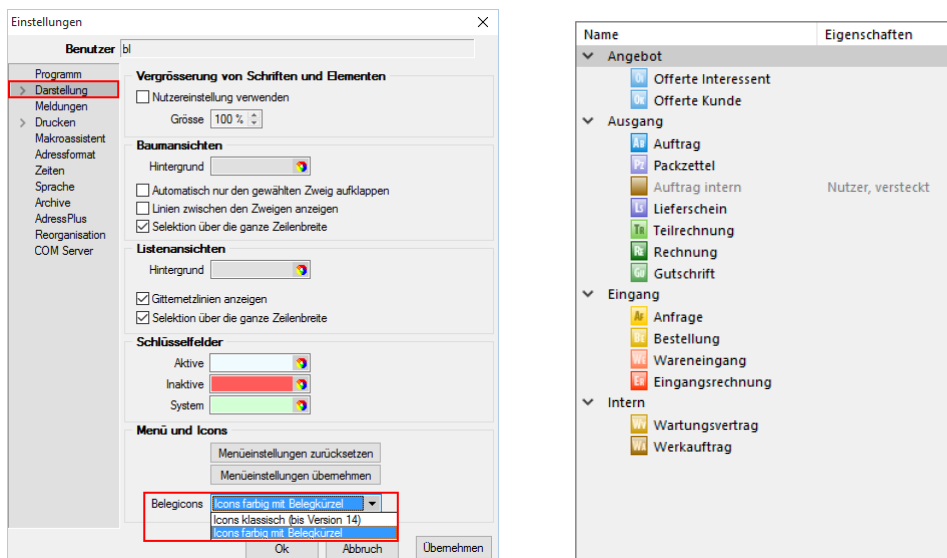 Einstellungen
Benutzer bl
Programm
Darstellung
Meldungen
Drucken
Makroassistent
Adressformat
Zeiten
Sprache
Archive
AdressPlus
Reorganisation
COM Server
Vergrösserung von Schriften und Elementen
Nutzereinstellung verwenden
Grösse 100 %
Baumansichten
Hintergrund
Automatisch nur den gewählten Zweig aufklappen
Linien zwischen den Zweigen anzeigen
Selektion über die ganze Zeilenbreite
Listenansichten
Hintergrund
Gitternetzlinien anzeigen
Selektion über die ganze Zeilenbreite
Schlüsselfelder
Aktive
Inaktive
System
Menü und Icons
Menüeinstellungen zurücksetzen
Menüeinstellungen übernehmen
Belegicons Icons farbig mit Belegkürzel
Icons klassisch (bis Version 14)
Icons farbig mit Belegkürzel
Ok Abbruch Übernehmen
Name Eigenschaften
Angebot
Offerte Interessent
Offerte Kunde
Ausgang
Auftrag
Packzettel
Auftrag intern Nutzer, versteckt
Lieferschein
Teilrechnung
Rechnung
Gutschrift
Eingang
Anfrage
Bestellung
Wareneingang
Eingangsrechnung
Intern
Wartungsvertrag
Werkauftrag